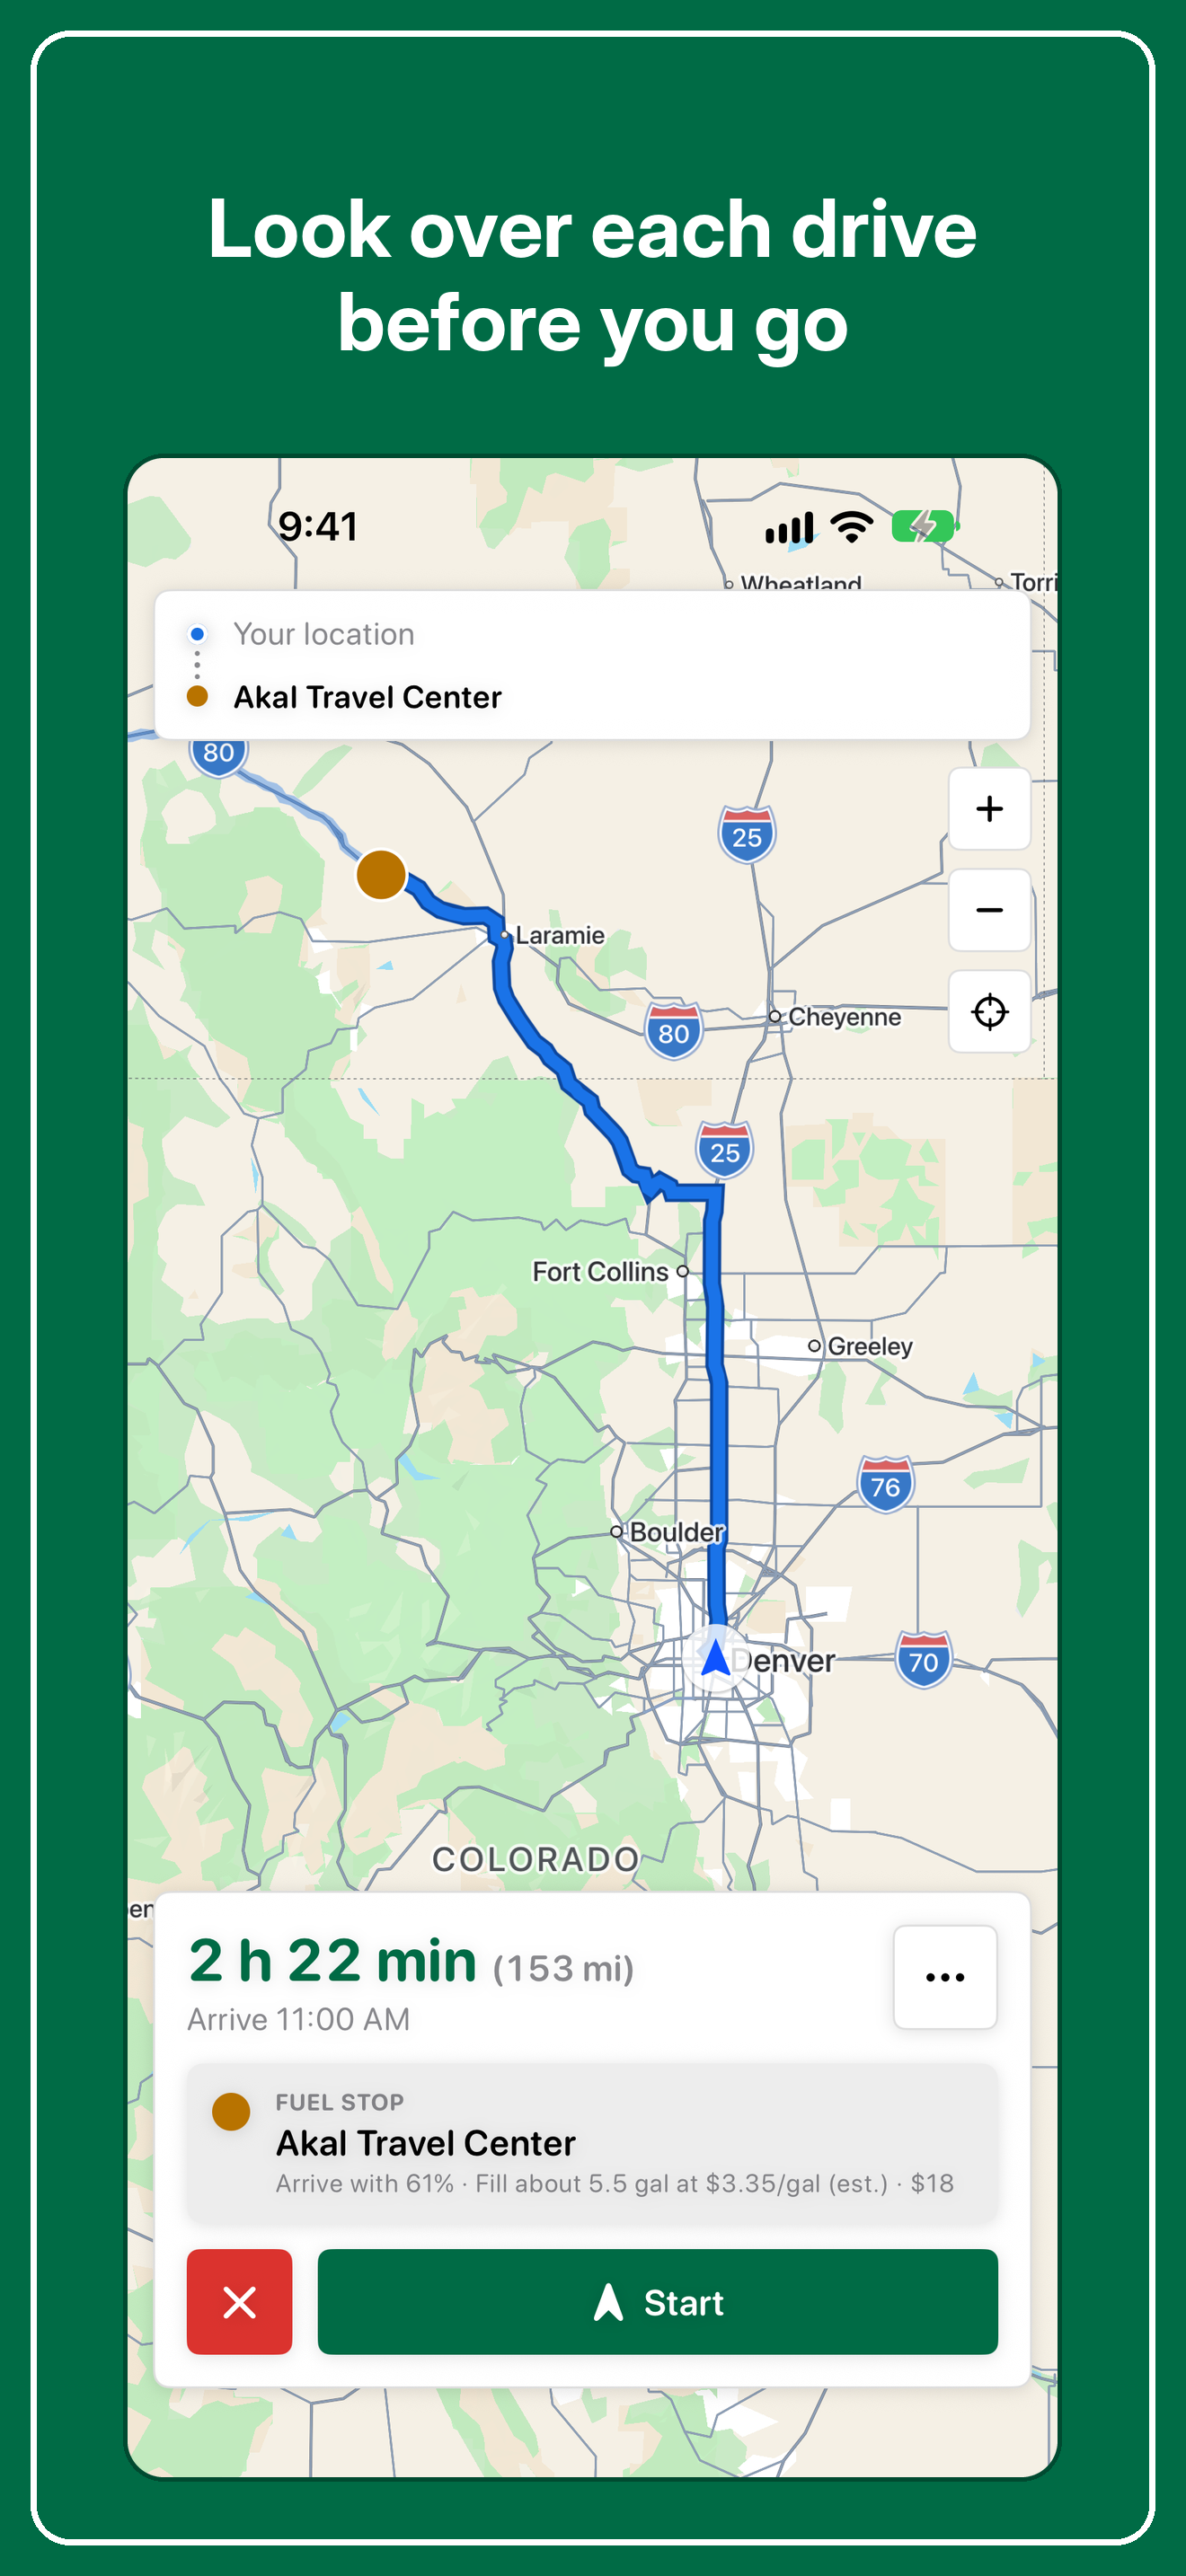 Look over each drive
before you go
9:41
Wheatland
Torri
Your location
Akal Travel Center
80
25
Laramie
80
Cheyenne
25
Fort Collins
Greeley
76
Boulder
Denver
70
COLORADO
en
2 h 22 min (153 mi)
Arrive 11:00 AM
FUEL STOP
Akal Travel Center
Arrive with 61% · Fill about 5.5 gal at $3.35/gal (est.) · $18
Start